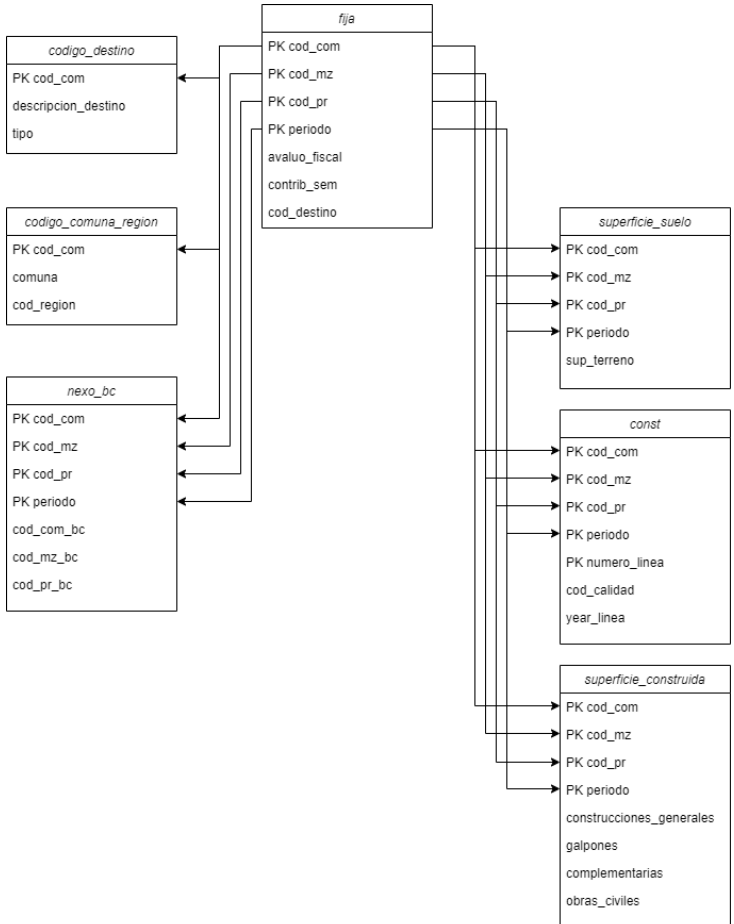 fija
PK cod_com
PK cod_mz
PK cod_pr
PK periodo
avaluo_fiscal
contrib_sem
cod_destino
codigo_destino
PK cod_com
descripcion_destino
tipo
codigo_comuna_region
PK cod_com
comuna
cod_region
nexo_bc
PK cod_com
PK cod_mz
PK cod_pr
PK periodo
cod_com_bc
cod_mz_bc
cod_pr_bc
superficie_suelo
PK cod_com
PK cod_mz
PK cod_pr
PK periodo
sup_terreno
const
PK cod_com
PK cod_mz
PK cod_pr
PK periodo
PK numero_linea
cod_calidad
year_linea
superficie_construida
PK cod_com
PK cod_mz
PK cod_pr
PK periodo
construcciones_generales
galpones
complementarias
obras_civiles